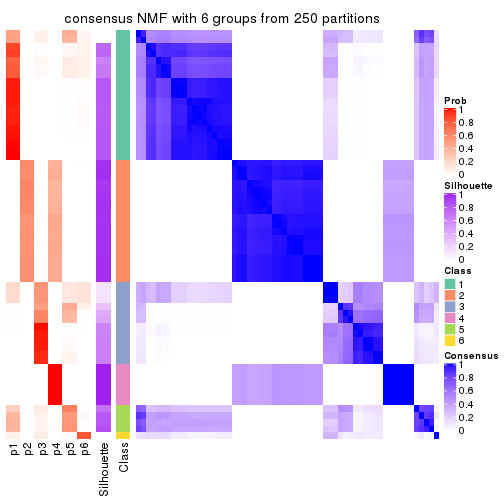 consensus NMF with 6 groups from 250 partitions
Prob
1
0.8
0.6
0.4
0.2
0
Silhouette
1
0.8
0.6
0.4
0.2
0
Class
1
2
3
4
5
6
Consensus
1
0.8
0.6
0.4
0.2
0
p1
p2
p3
p4
p5
p6
Silhouette
Class